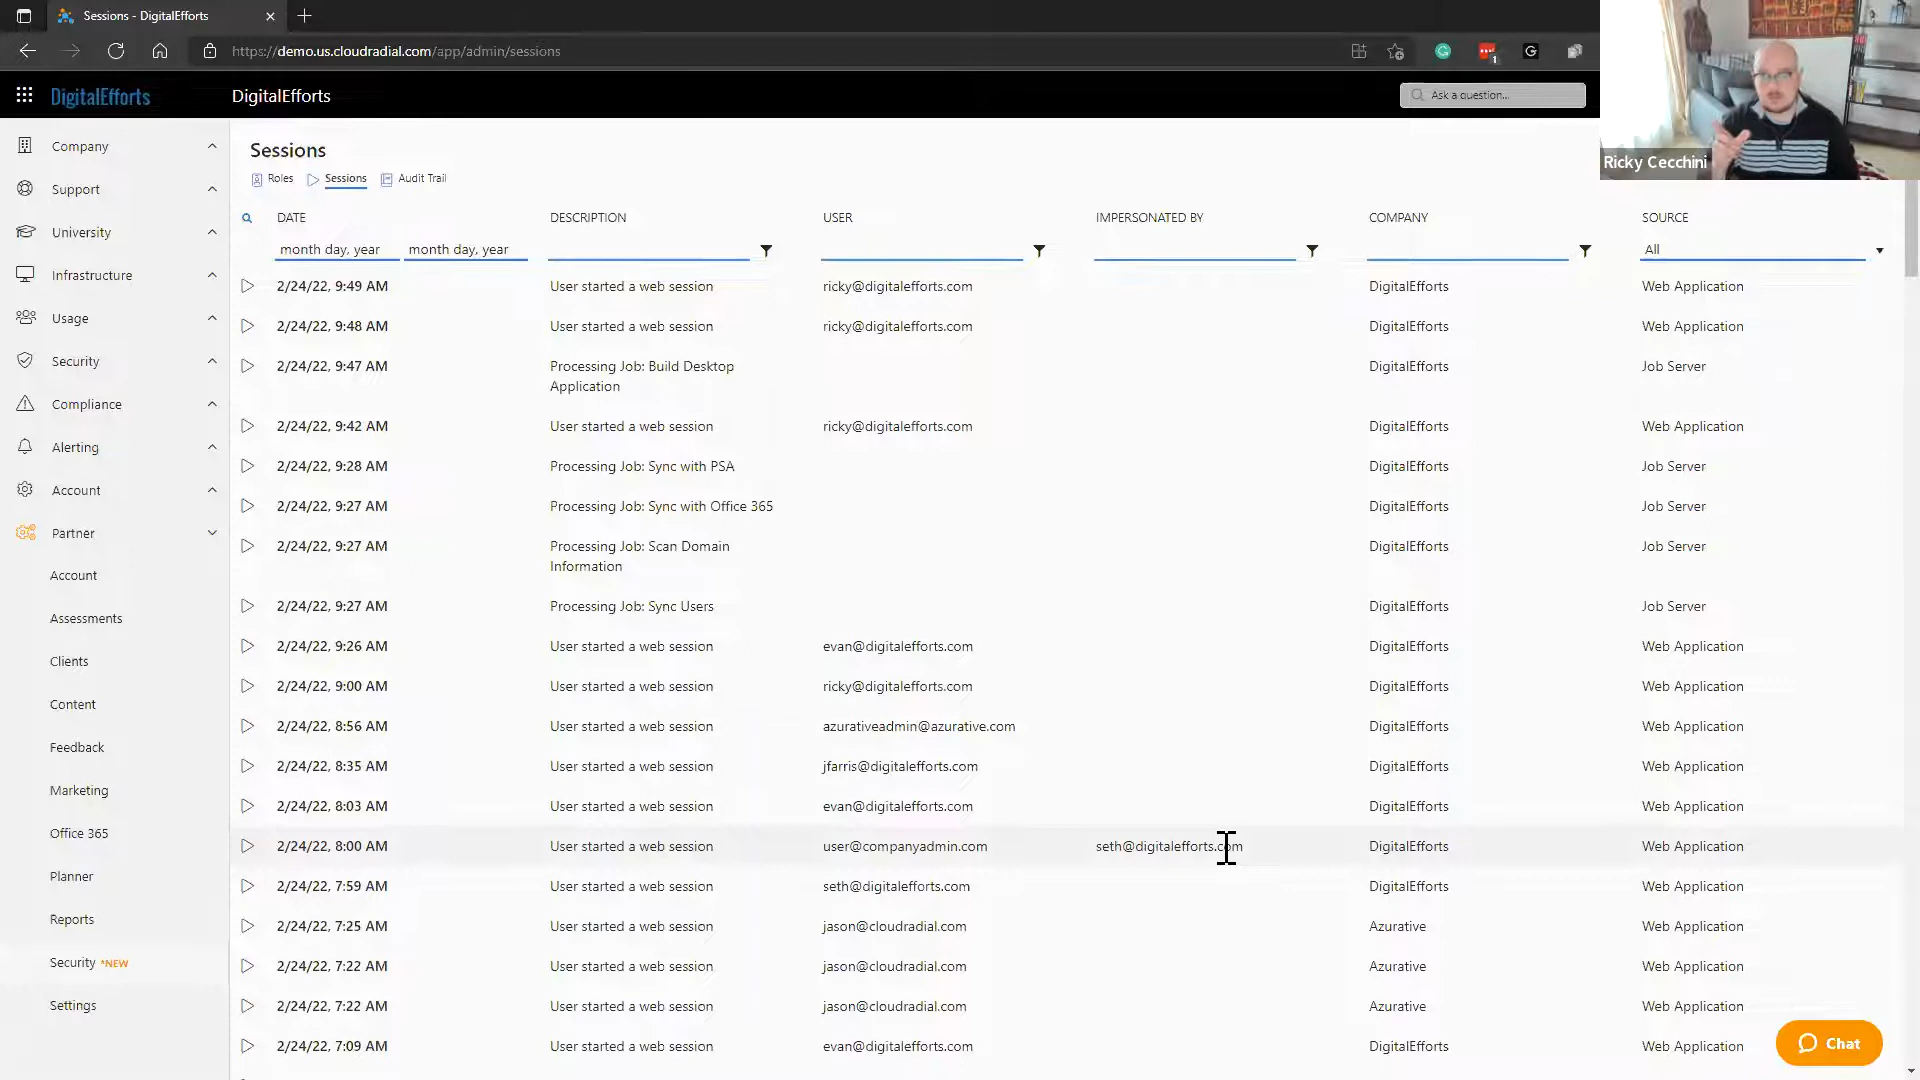 Sessions - DigitalEfforts
https://demo.us.cloudradial.com/app/admin/sessions
1
DigitalEfforts
DigitalEfforts
Ask a question...
Ricky Cecchini
Company
Support
University
Infrastructure
Usage
Security
Compliance
Alerting
Account
Partner
Account
Assessments
Clients
Content
Feedback
Marketing
Office 365
Planner
Reports
Security *NEW
Settings
Sessions
Roles Sessions Audit Trail
DATE DESCRIPTION USER IMPERSONATED BY COMPANY SOURCE
month day, year month day, year All
2/24/22, 9:49 AM User started a web session ricky@digitalefforts.com DigitalEfforts Web Application
2/24/22, 9:48 AM User started a web session ricky@digitalefforts.com DigitalEfforts Web Application
2/24/22, 9:47 AM Processing Job: Build Desktop DigitalEfforts Job Server
Application
2/24/22, 9:42 AM User started a web session ricky@digitalefforts.com DigitalEfforts Web Application
2/24/22, 9:28 AM Processing Job: Sync with PSA DigitalEfforts Job Server
2/24/22, 9:27 AM Processing Job: Sync with Office 365 DigitalEfforts Job Server
2/24/22, 9:27 AM Processing Job: Scan Domain DigitalEfforts Job Server
Information
2/24/22, 9:27 AM Processing Job: Sync Users DigitalEfforts Job Server
2/24/22, 9:26 AM User started a web session evan@digitalefforts.com DigitalEfforts Web Application
2/24/22, 9:00 AM User started a web session ricky@digitalefforts.com DigitalEfforts Web Application
2/24/22, 8:56 AM User started a web session azurativeadmin@azurative.com DigitalEfforts Web Application
2/24/22, 8:35 AM User started a web session jfarris@digitalefforts.com DigitalEfforts Web Application
2/24/22, 8:03 AM User started a web session evan@digitalefforts.com DigitalEfforts Web Application
2/24/22, 8:00 AM User started a web session user@companyadmin.com seth@digitalefforts.com DigitalEfforts Web Application
2/24/22, 7:59 AM User started a web session seth@digitalefforts.com DigitalEfforts Web Application
2/24/22, 7:25 AM User started a web session jason@cloudradial.com Azurative Web Application
2/24/22, 7:22 AM User started a web session jason@cloudradial.com Azurative Web Application
2/24/22, 7:22 AM User started a web session jason@cloudradial.com Azurative Web Application
2/24/22, 7:09 AM User started a web session evan@digitalefforts.com DigitalEfforts Web Application
Chat